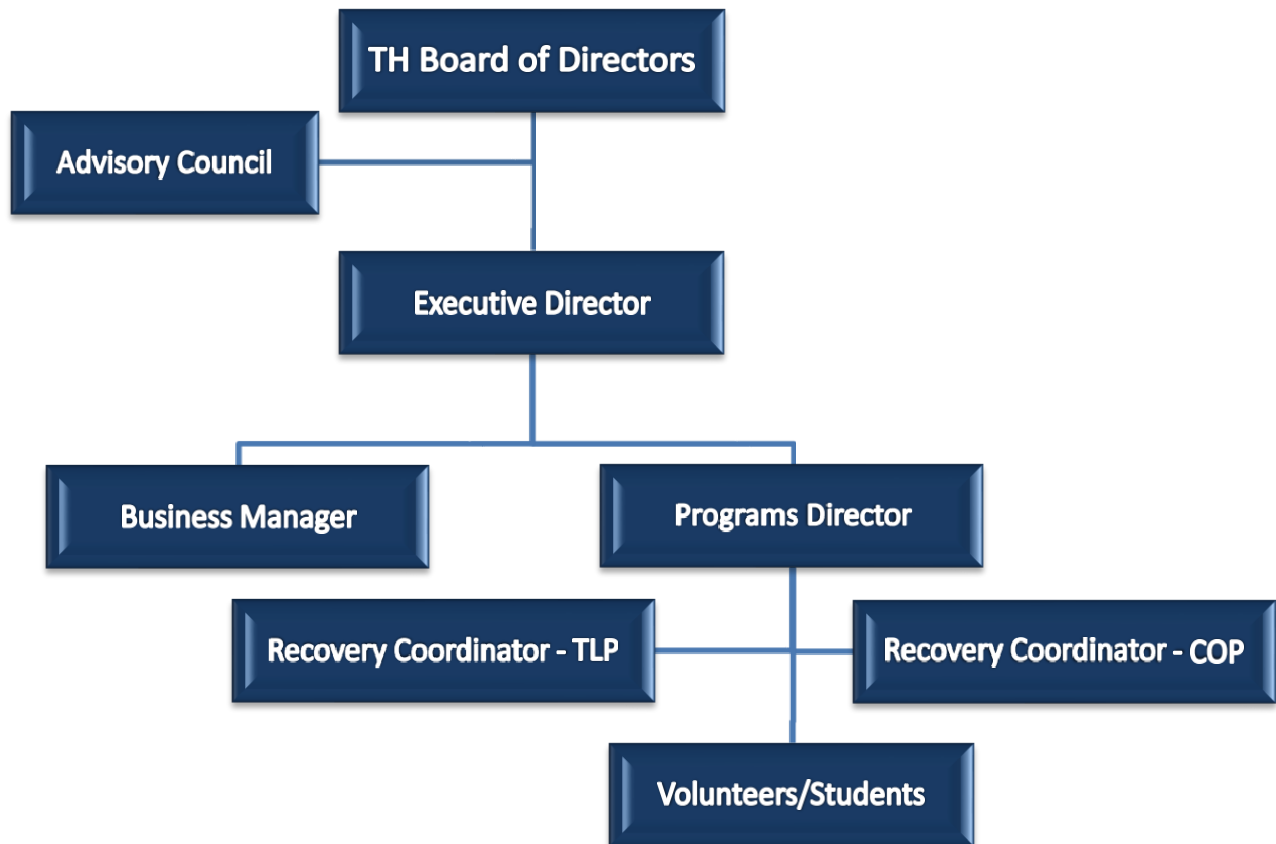 TH Board of Directors
Advisory Council
Executive Director
Business Manager
Programs Director
Recovery Coordinator - TLP
Recovery Coordinator - COP
Volunteers/Students